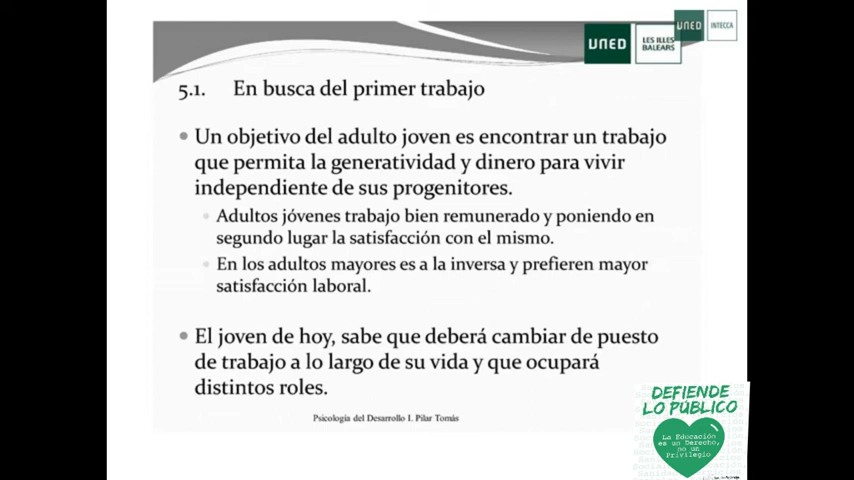 UNED
LES ILLES
BALEARS
UNED
INTECCA
5.1. En busca del primer trabajo
Un objetivo del adulto joven es encontrar un trabajo
que permita la generatividad y dinero para vivir
independiente de sus progenitores.
Adultos jóvenes trabajo bien remunerado y poniendo en
segundo lugar la satisfacción con el mismo.
En los adultos mayores es a la inversa y prefieren mayor
satisfacción laboral.
El joven de hoy, sabe que deberá cambiar de puesto
de trabajo a lo largo de su vida y que ocupará
distintos roles.
Psicología del Desarrollo I. Pilar Tomás
DEFIENDE
LO PÚBLICO
La Educación
es un Derecho,
no un
Privilegio